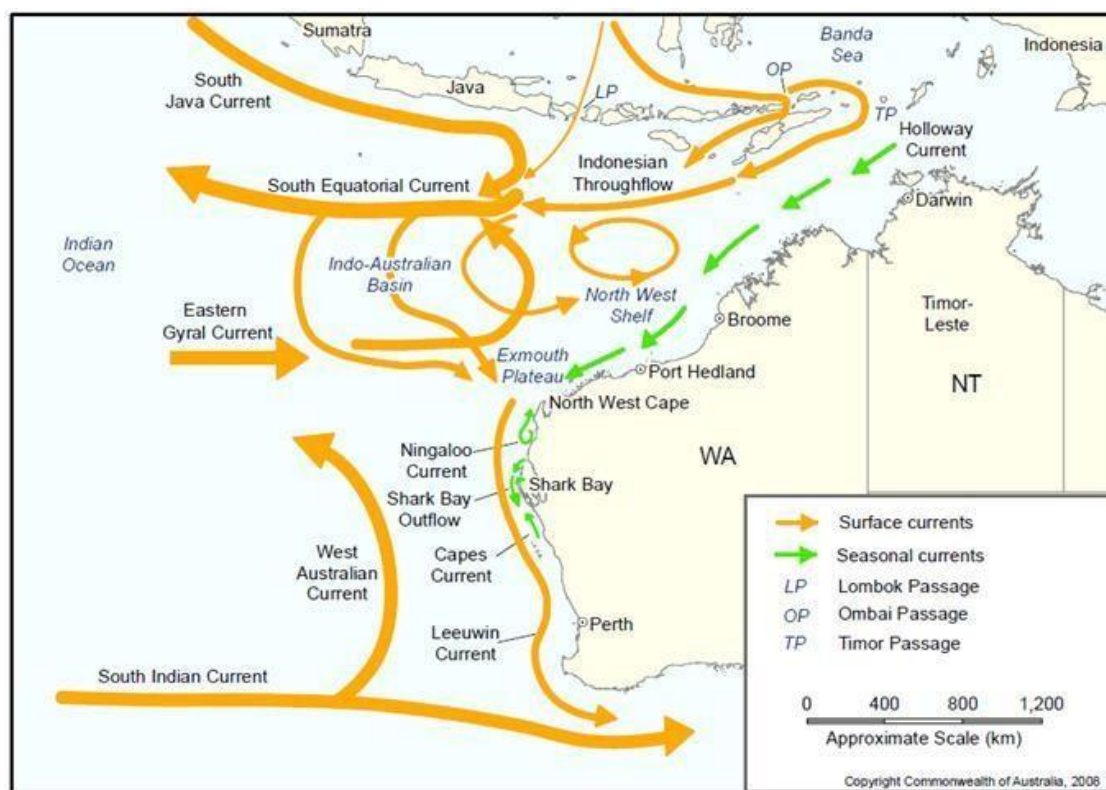 Sumatra
Banda
Sea
Indonesia
South
Java Current
Java
LP
OP
TP
Holloway
Current
Indonesian
Throughflow
South Equatorial Current
Darwin
Indian
Ocean
Indo-Australian
Basin
North West
Shelf
Eastern
Gyral Current
Broome
Timor-
Leste
Exmouth
Plateau
Port Hedland
NT
North West Cape
Ningaloo
Current
WA
Shark Bay
Shark Bay
Outflow
West
Australian
Current
Capes
Current
Perth
Leeuwin
Current
South Indian Current
Surface currents
Seasonal currents
LP Lombok Passage
OP Ombai Passage
TP Timor Passage
0 400 800 1,200
Approximate Scale (km)
Copyright Commonwealth of Australia, 2008